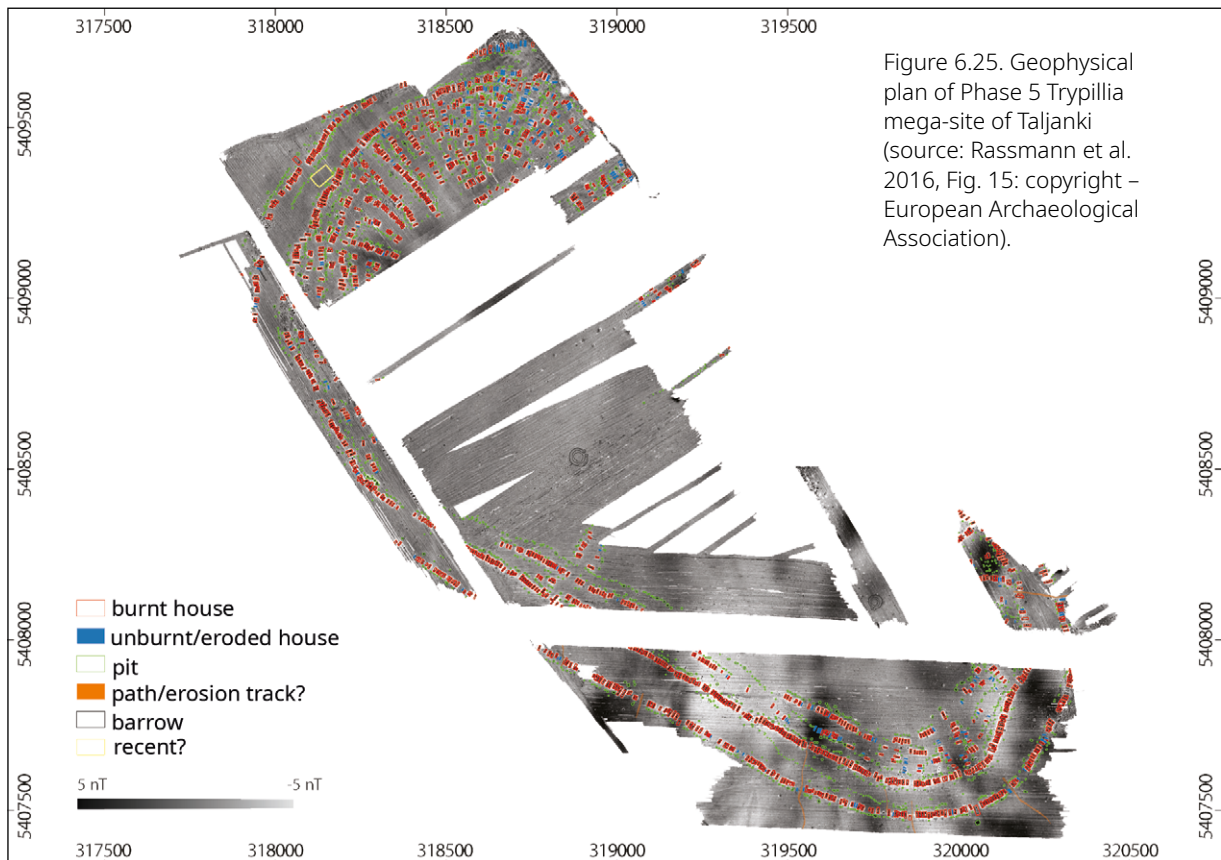 317500 318000 318500 319000 319500
Figure 6.25. Geophysical
plan of Phase 5 Trypillia
mega-site of Taljanki
(source: Rassmann et al.
2016, Fig. 15: copyright –
European Archaeological
Association).
5409500
5409000
5408500
5408000
5407500
5409000
5408500
5408000
5407500
burnt house
unburnt/eroded house
pit
path/erosion track?
barrow
recent?
5 nT -5 nT
317500 318000 318500 319000 319500 320000 320500